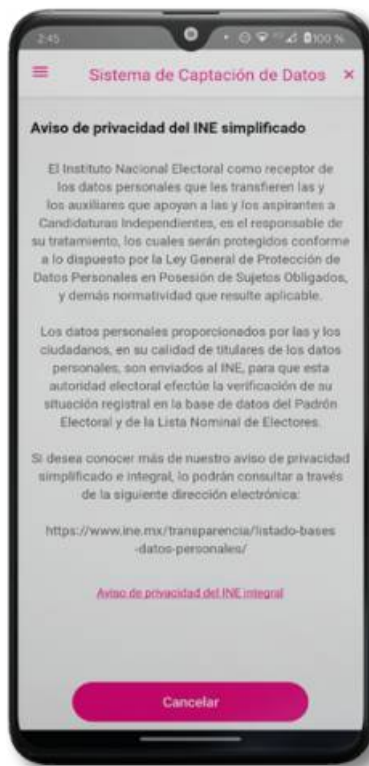 2:45
100 %
Sistema de Captación de Datos ×
Aviso de privacidad del INE simplificado
El Instituto Nacional Electoral como receptor de
los datos personales que les transfieren las y
los auxiliares que apoyan a las y los aspirantes a
Candidaturas Independientes, es el responsable de
su tratamiento, los cuales serán protegidos conforme
a lo dispuesto por la Ley General de Protección de
Datos Personales en Posesión de Sujetos Obligados,
y demás normatividad que resulte aplicable.
Los datos personales proporcionados por las y los
ciudadanos, en su calidad de titulares de los datos
personales, son enviados al INE, para que esta
autoridad electoral efectúe la verificación de su
situación registral en la base de datos del Padrón
Electoral y de la Lista Nominal de Electores.
Si desea conocer más de nuestro aviso de privacidad
simplificado e integral, lo podrán consultar a través
de la siguiente dirección electrónica:
https://www.ine.mx/transparencia/listado-bases
-datos-personales/
Aviso de privacidad del INE integral
Cancelar